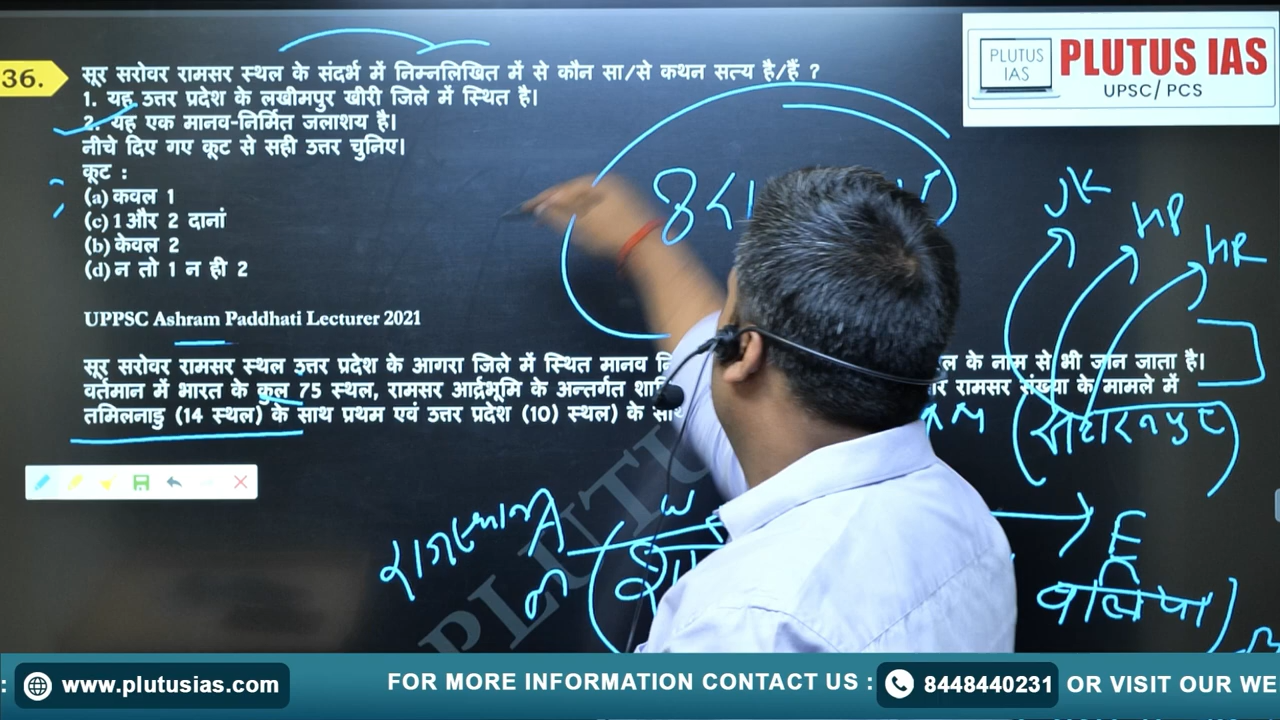 PLUTUS IAS
PLUTUS IAS
UPSC/ PCS
36.
सूर सरोवर रामसर स्थल के संदर्भ में निम्नलिखित में से कौन सा/से कथन सत्य है/हैं ?
1. यह उत्तर प्रदेश के लखीमपुर खीरी जिले में स्थित है।
2. यह एक मानव-निर्मित जलाशय है।
नीचे दिए गए कूट से सही उत्तर चुनिए।
कूट :
(a) कवल 1
(c) 1 और 2 दानां
(b) केवल 2
(d) न तो 1 न ही 2
JK
HP
HR
UPPSC Ashram Paddhati Lecturer 2021
सूर सरोवर रामसर स्थल उत्तर प्रदेश के आगरा जिले में स्थित मानव के नाम से भी जान जाता है।
वर्तमान में भारत के कुल 75 स्थल, रामसर आर्द्रभूमि के अन्तर्गत रामसर संख्या के मामले में
तमिलनाडु (14 स्थल) के साथ प्रथम एवं उत्तर प्रदेश (10) स्थल) के
(सहारनपुर)
W
E
PLUTU
www.plutusias.com
FOR MORE INFORMATION CONTACT US : 8448440231 OR VISIT OUR WE